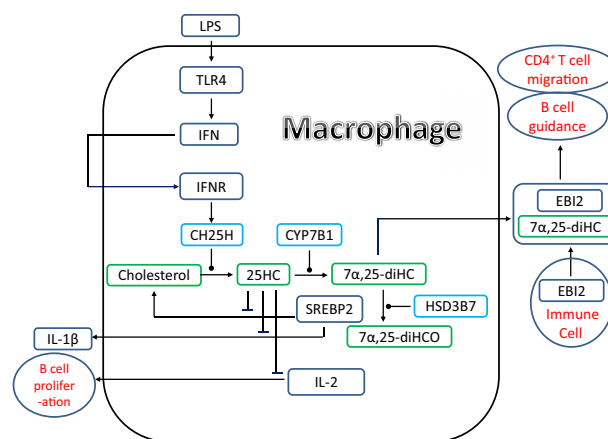 LPS
TLR4
IFN
IFNR
Macrophage
CH25H
CYP7B1
Cholesterol
25HC
7α,25-diHC
SREBP2
HSD3B7
7α,25-diHCO
IL-1β
IL-2
B cell
prolifer
-ation
CD4⁺ T cell
migration
B cell
guidance
EBI2
7α,25-diHC
EBI2
Immune
Cell